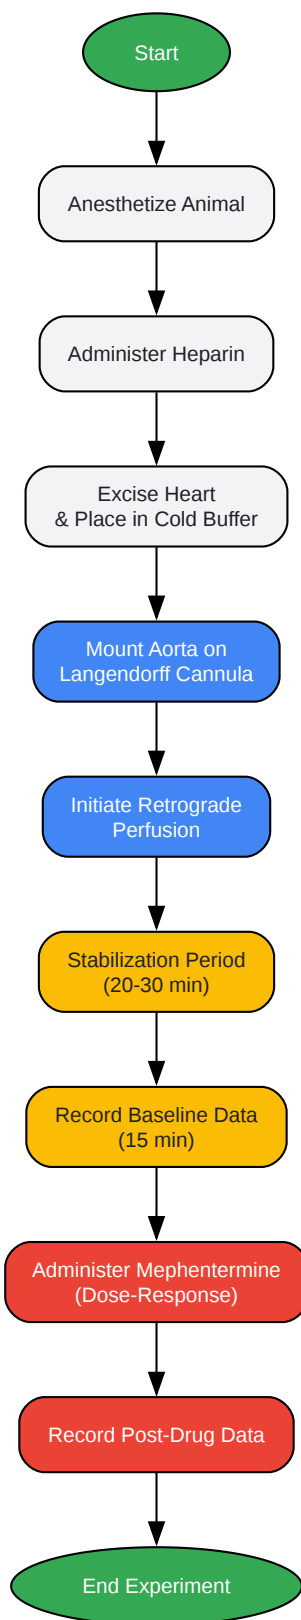 Start
Anesthetize Animal
Administer Heparin
Excise Heart
& Place in Cold Buffer
Mount Aorta on
Langendorff Cannula
Initiate Retrograde
Perfusion
Stabilization Period
(20-30 min)
Record Baseline Data
(15 min)
Administer Mephentermine
(Dose-Response)
Record Post-Drug Data
End Experiment